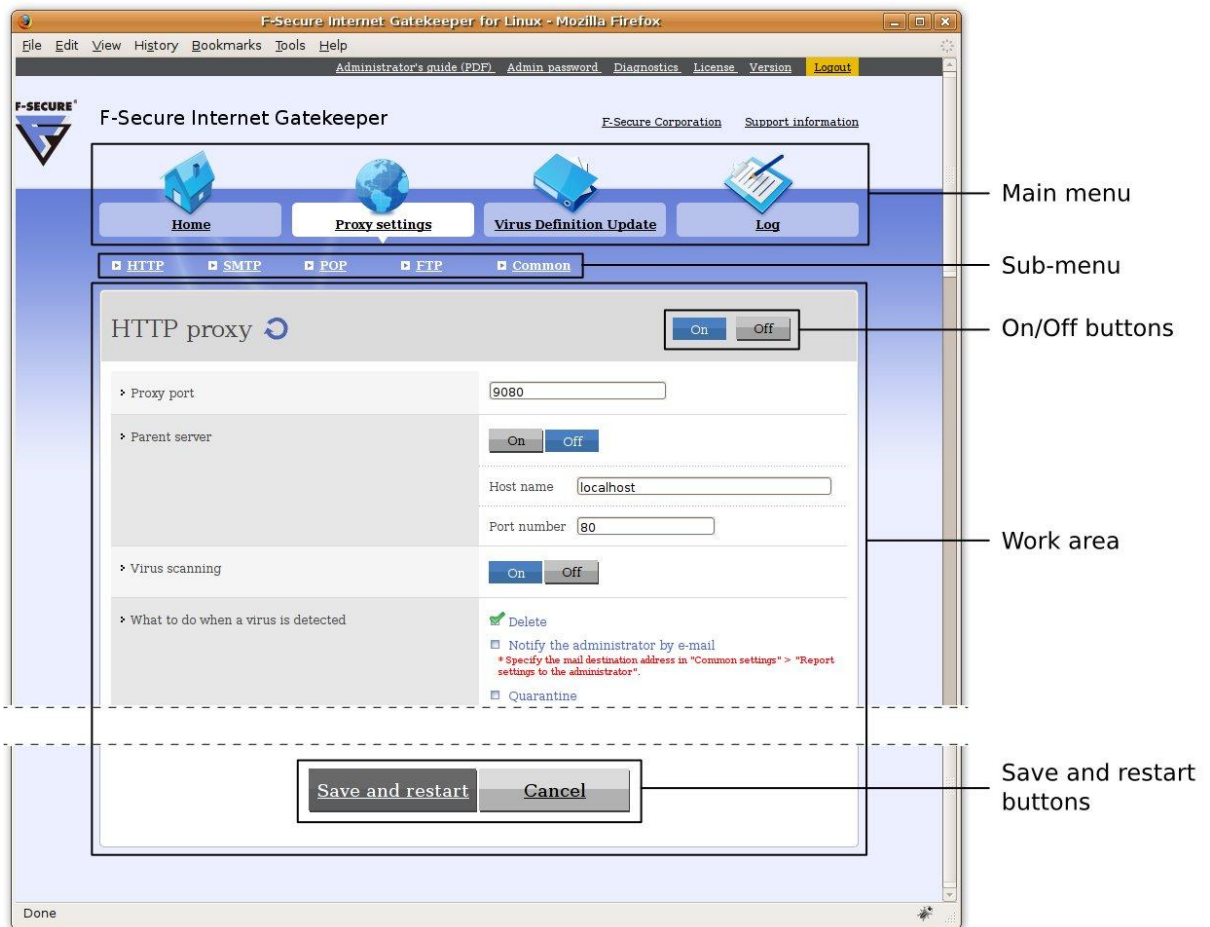 F-Secure Internet Gatekeeper for Linux - Mozilla Firefox
File Edit View History Bookmarks Tools Help
Administrator's guide (PDF) Admin password Diagnostics License Version Logout
F-SECURE®
F-Secure Internet Gatekeeper
F-Secure Corporation Support information
Home Proxy settings Virus Definition Update Log
Main menu
HTTP SMTP POP FTP Common
Sub-menu
HTTP proxy On Off
On/Off buttons
Proxy port 9080
Parent server On Off
Host name localhost
Port number 80
Work area
Virus scanning On Off
What to do when a virus is detected Delete
Notify the administrator by e-mail
* Specify the mail destination address in "Common settings" > "Report
settings to the administrator".
Quarantine
Save and restart Cancel
Save and restart
buttons
Done